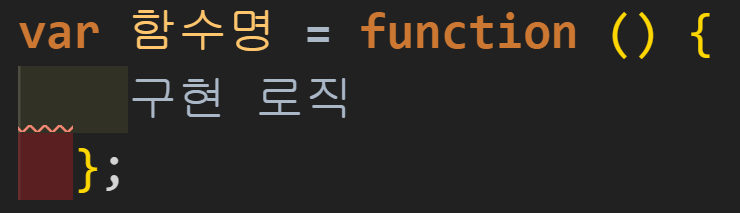 var 함수명 = function () {
    구현 로직
  };